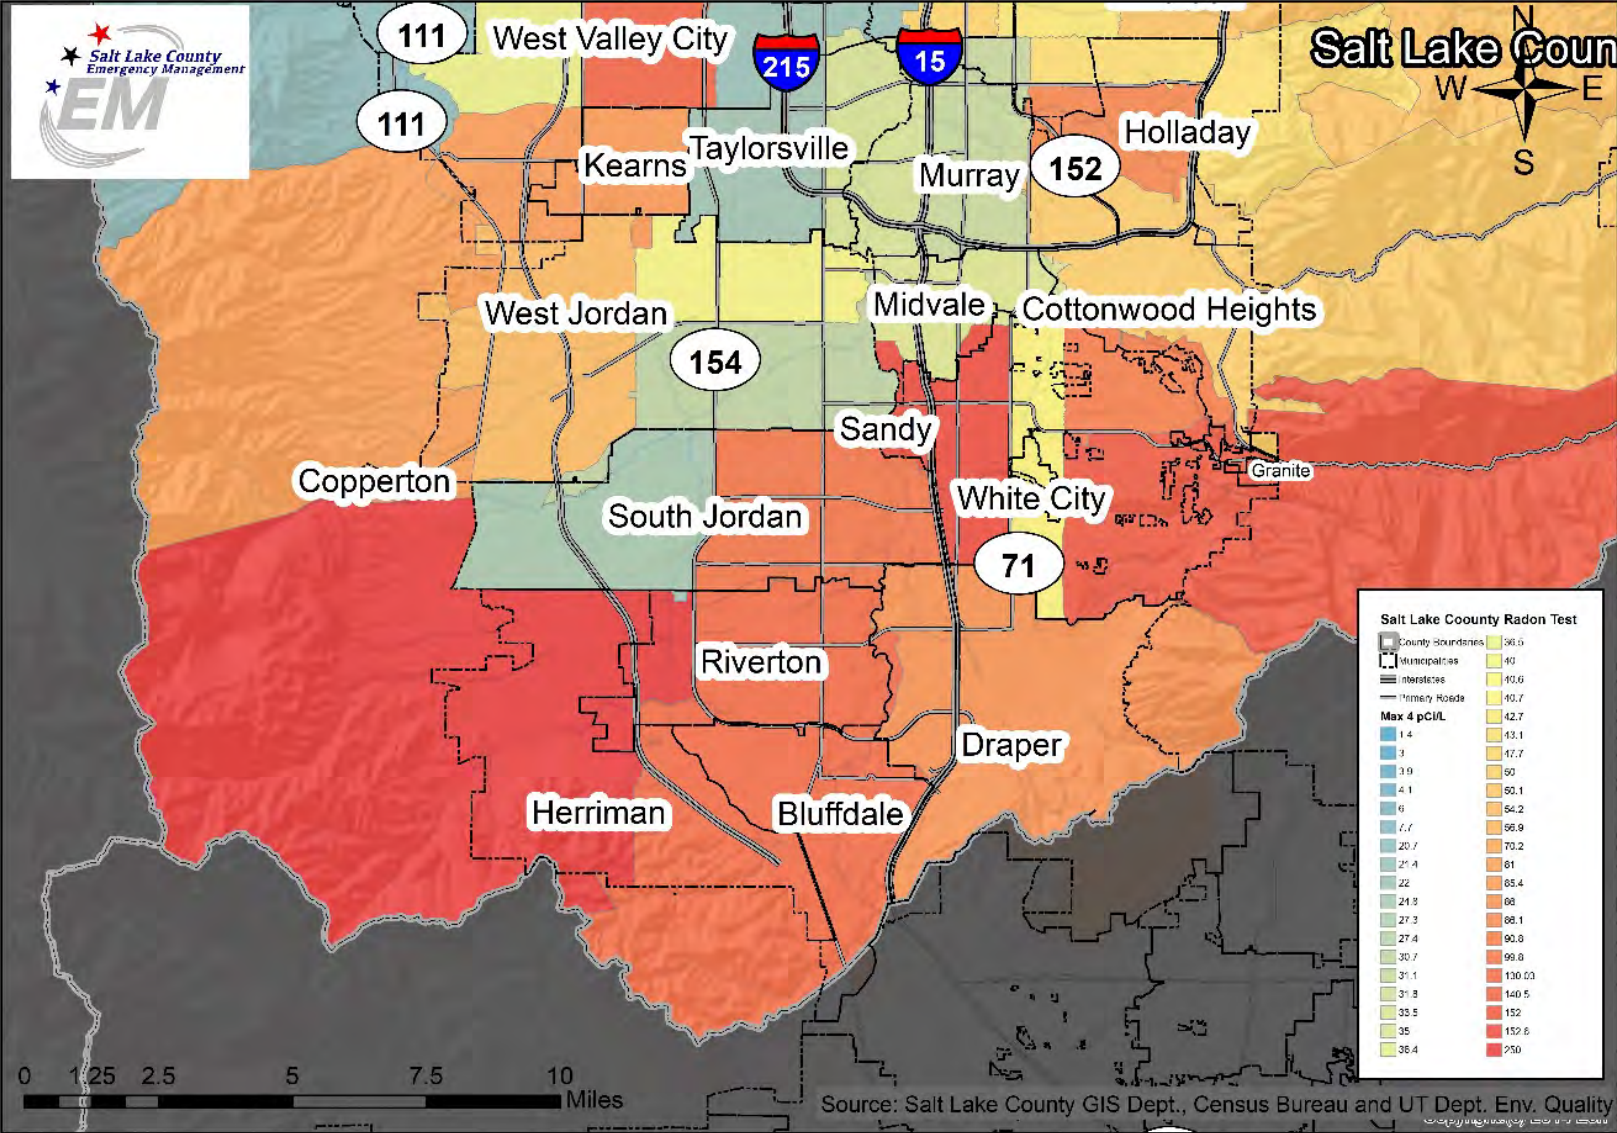 Salt Lake County
Emergency Management
EM
111
West Valley City
215
15
Salt Lake Coun
N
W
E
S
111
Kearns
Taylorsville
Murray
152
Holladay
West Jordan
Midvale
Cottonwood Heights
154
Sandy
Copperton
Granite
South Jordan
White City
71
Riverton
Draper
Herriman
Bluffdale
Salt Lake Coounty Radon Test
County Boundaries
Municipalities
Interstates
Primary Roads
Max 4 pCi/L
1.4
3
3.9
4.1
6
7.7
20.7
21.4
22
24.8
27.3
27.4
30.7
31.1
31.8
33.5
35
36.4
36.5
40
40.6
40.7
42.7
43.1
47.7
50
50.1
54.2
56.9
70.2
81
85.4
86
86.1
90.8
99.8
130.03
140.5
152
152.6
250
0 1.25 2.5 5 7.5 10
Miles
Source: Salt Lake County GIS Dept., Census Bureau and UT Dept. Env. Quality